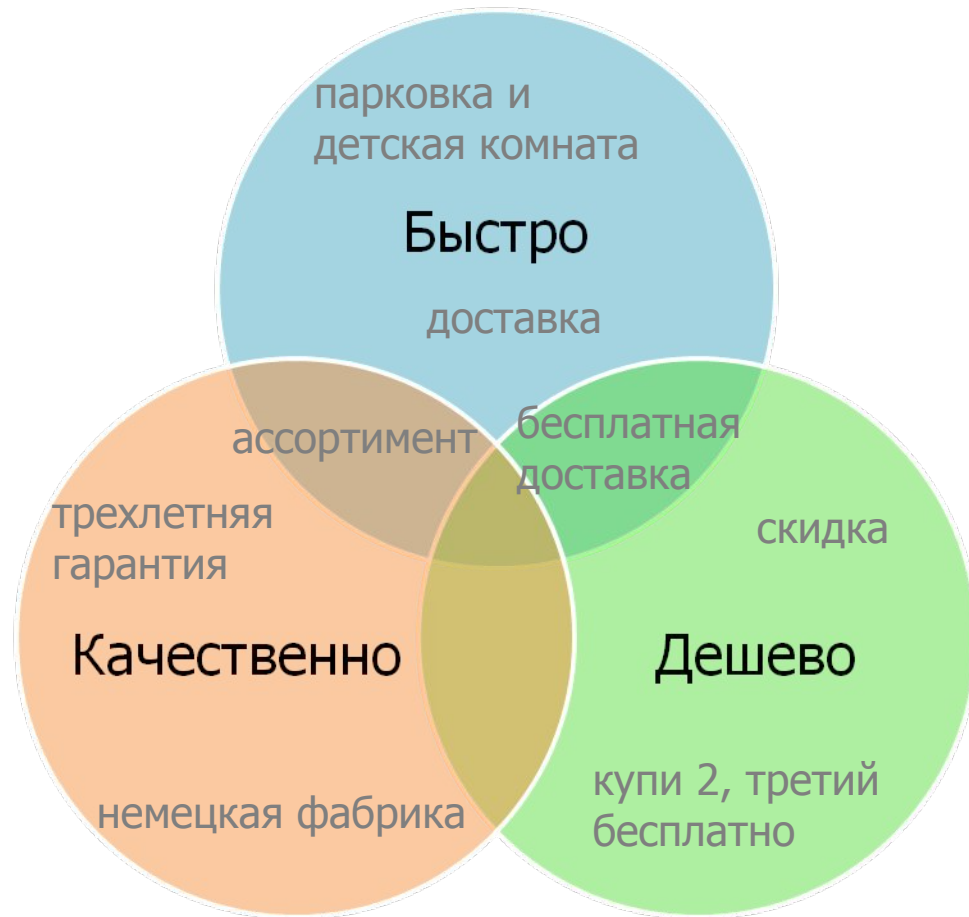 парковка и
детская комната
Быстро
доставка
ассортимент
бесплатная
доставка
трехлетняя
гарантия
скидка
Качественно
Дешево
немецкая фабрика
купи 2, третий
бесплатно